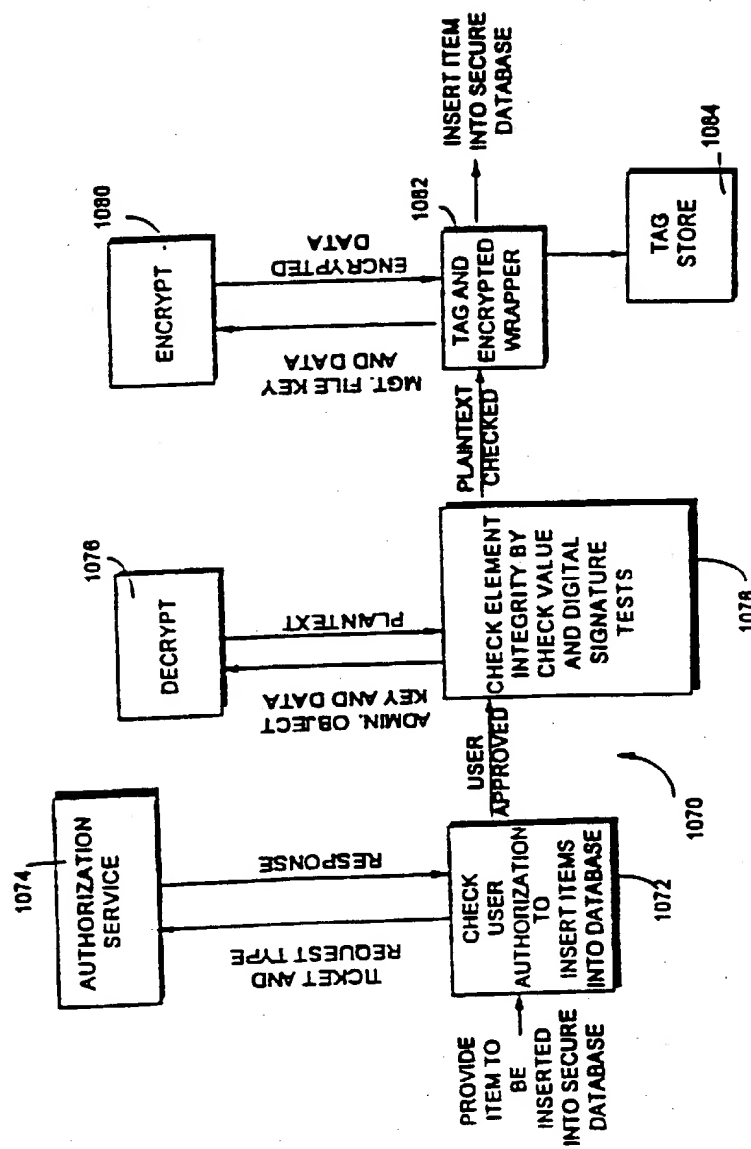 1074
AUTHORIZATION
SERVICE
TICKET AND
REQUEST TYPE
RESPONSE
PROVIDE
ITEM TO
BE
INSERTED
INTO SECURE
DATABASE
CHECK
USER
AUTHORIZATION
TO
INSERT ITEMS
INTO DATABASE
1072
USER
APPROVED
1070
1076
DECRYPT
ADMIN. OBJECT
KEY AND DATA
PLAINTEXT
CHECK ELEMENT
INTEGRITY BY
CHECK VALUE
AND DIGITAL
SIGNATURE
TESTS
1078
PLAINTEXT
CHECKED
1080
ENCRYPT
MGT. FILE KEY
AND DATA
ENCRYPTED
DATA
1082
TAG AND
ENCRYPTED
WRAPPER
INSERT ITEM
INTO SECURE
DATABASE
TAG
STORE
1084